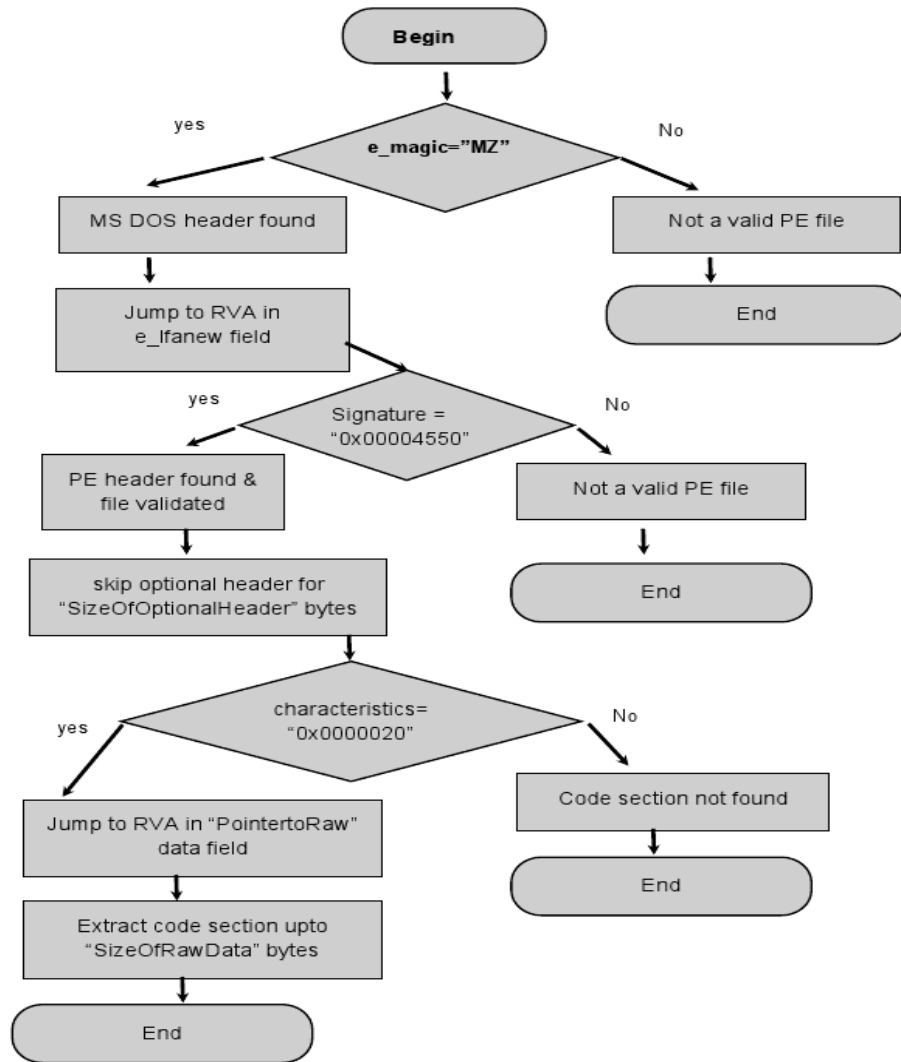 Begin
yes
No
e_magic=”MZ”
MS DOS header found
Not a valid PE file
Jump to RVA in
e_lfanew field
End
yes
No
Signature =
“0x00004550”
PE header found &
file validated
Not a valid PE file
skip optional header for
“SizeOfOptionalHeader” bytes
End
yes
No
characteristics=
“0x0000020”
Jump to RVA in “PointertoRaw”
data field
Code section not found
Extract code section upto
“SizeOfRawData” bytes
End
End